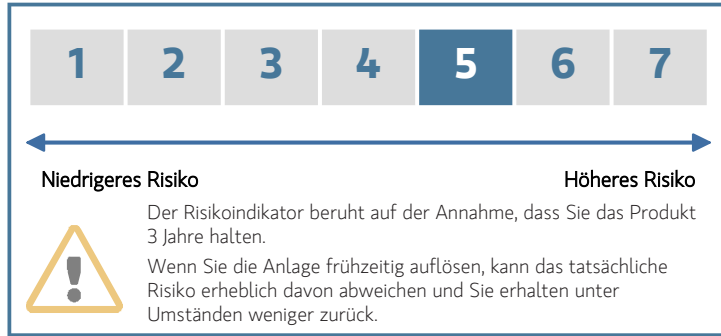 1 2 3 4 5 6 7
Niedrigeres Risiko Höheres Risiko
Der Risikoindikator beruht auf der Annahme, dass Sie das Produkt
3 Jahre halten.
Wenn Sie die Anlage frühzeitig auflösen, kann das tatsächliche
Risiko erheblich davon abweichen und Sie erhalten unter
Umständen weniger zurück.